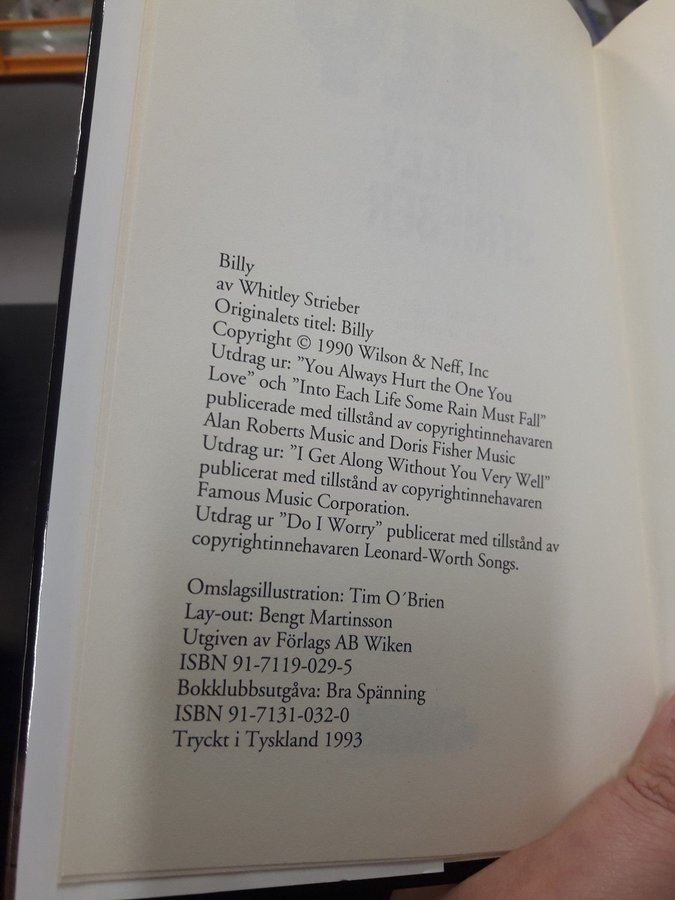 Billy
av Whitley Strieber
Originalets titel: Billy
Copyright © 1990 Wilson & Neff, Inc
Utdrag ur: ”You Always Hurt the One You
Love” och ”Into Each Life Some Rain Must Fall”
publicerade med tillstånd av copyrightinnehavaren
Alan Roberts Music and Doris Fisher Music
Utdrag ur: ”I Get Along Without You Very Well”
publicerat med tillstånd av copyrightinnehavaren
Famous Music Corporation.
Utdrag ur ”Do I Worry” publicerat med tillstånd av
copyrightinnehavaren Leonard-Worth Songs.
Omslagsillustration: Tim O´Brien
Lay-out: Bengt Martinsson
Utgiven av Förlags AB Wiken
ISBN 91-7119-029-5
Bokklubbsutgåva: Bra Spänning
ISBN 91-7131-032-0
Tryckt i Tyskland 1993